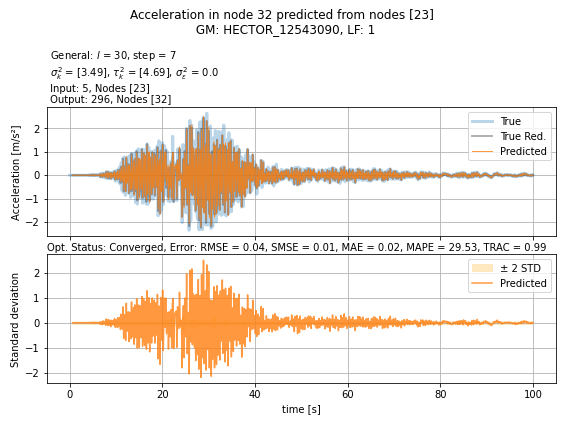 Acceleration in node 32 predicted from nodes [23]
GM: HECTOR_12543090, LF: 1
General: l = 30, step = 7
σ²ₖ = [3.49], τ²ₖ = [4.69], σ²ε = 0.0
Input: 5, Nodes [23]
Output: 296, Nodes [32]
Acceleration [m/s²]
2
1
0
−1
−2
True
True Red.
Predicted
Opt. Status: Converged, Error: RMSE = 0.04, SMSE = 0.01, MAE = 0.02, MAPE = 29.53, TRAC = 0.99
Standard deviation
2
1
0
−1
−2
± 2 STD
Predicted
0 20 40 60 80 100
time [s]